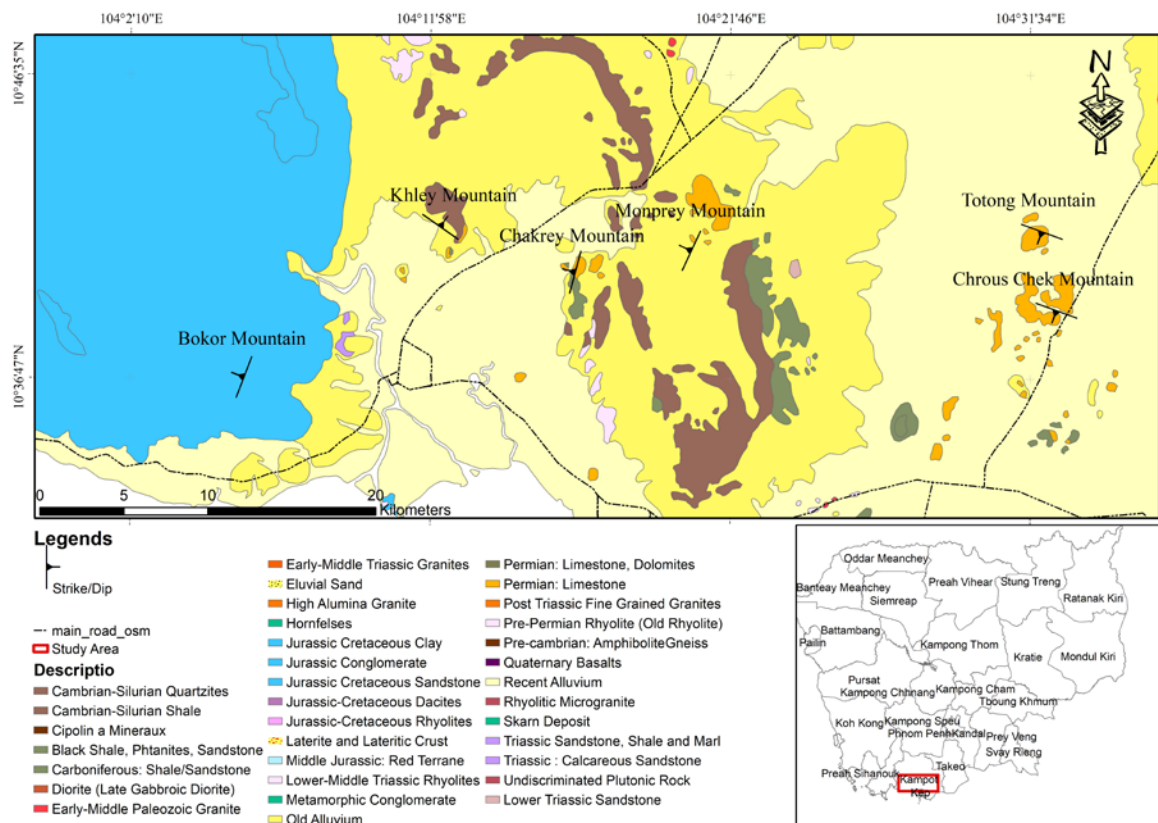 104°2'10"E 104°11'58"E 104°21'46"E 104°31'34"E
10°46'35"N
10°36'47"N
N
Khley Mountain
Monprey Mountain
Totong Mountain
Chakrey Mountain
Chrous Chek Mountain
Bokor Mountain
0 5 10 20
Kilometers
Legends
Strike/Dip
main_road_osm
Study Area
Descriptio
Cambrian-Silurian Quartzites
Cambrian-Silurian Shale
Cipolin a Mineraux
Black Shale, Phtanites, Sandstone
Carboniferous: Shale/Sandstone
Diorite (Late Gabbroic Diorite)
Early-Middle Paleozoic Granite
Early-Middle Triassic Granites
Eluvial Sand
High Alumina Granite
Hornfelses
Jurassic Cretaceous Clay
Jurassic Conglomerate
Jurassic Cretaceous Sandstone
Jurassic-Cretaceous Dacites
Jurassic-Cretaceous Rhyolites
Laterite and Lateritic Crust
Middle Jurassic: Red Terrane
Lower-Middle Triassic Rhyolites
Metamorphic Conglomerate
Old Alluvium
Permian: Limestone, Dolomites
Permian: Limestone
Post Triassic Fine Grained Granites
Pre-Permian Rhyolite (Old Rhyolite)
Pre-cambrian: AmphiboliteGneiss
Quaternary Basalts
Recent Alluvium
Rhyolitic Microgranite
Skarn Deposit
Triassic Sandstone, Shale and Marl
Triassic : Calcareous Sandstone
Undiscriminated Plutonic Rock
Lower Triassic Sandstone
Oddar Meanchey
Banteay Meanchey
Preah Vihear
Stung Treng
Ratanak Kiri
Siemreap
Battambang
Pailin
Kampong Thom
Kratie
Mondul Kiri
Pursat
Kampong Chhnang
Kampong Cham
Tboung Khmum
Koh Kong
Kampong Speu
Phnom Penh
Kandal
Prey Veng
Svay Rieng
Preah Sihanouk
Takeo
Kampot
Kep